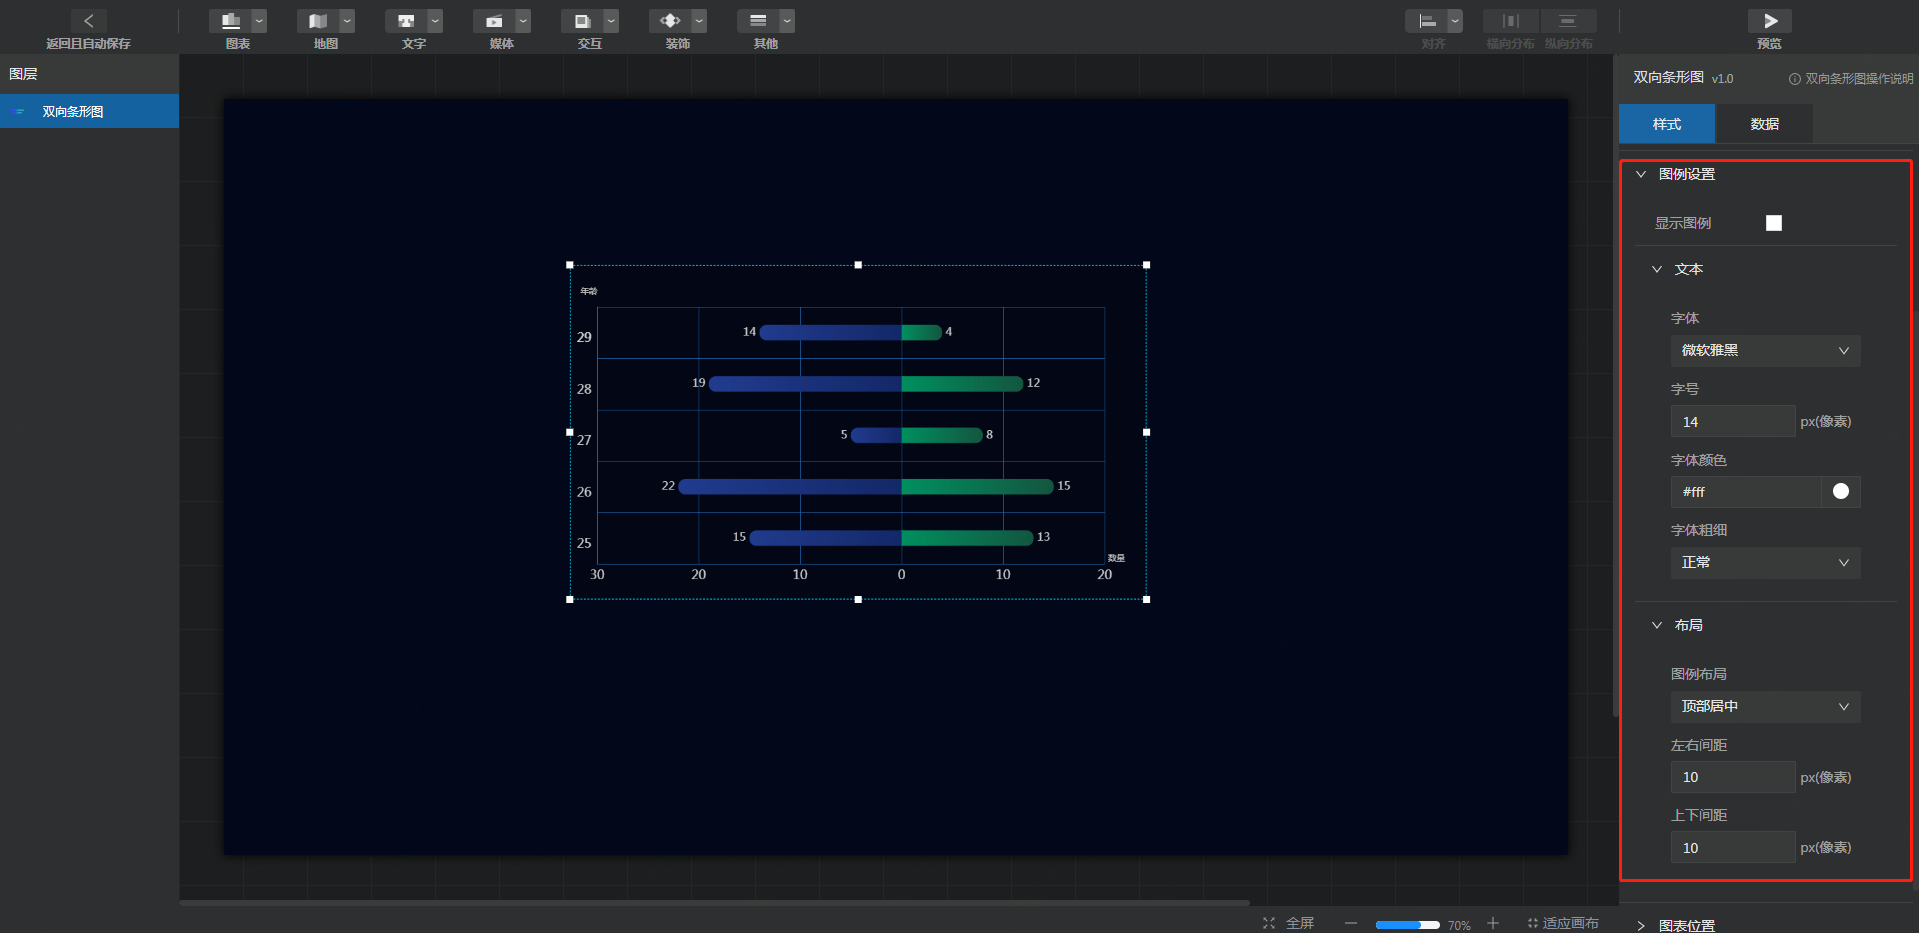 返回且自动保存
图表
地图
文字
媒体
交互
装饰
其他
对齐
横向分布
纵向分布
预览
图层
双向条形图
年龄
29
14
4
28
19
12
27
5
8
26
22
15
25
15
13
数量
30
20
10
0
10
20
全屏
70%
适应画布
双向条形图 v1.0
双向条形图操作说明
样式
数据
图例设置
显示图例
文本
字体
微软雅黑
字号
14 px(像素)
字体颜色
#fff
字体粗细
正常
布局
图例布局
顶部居中
左右间距
10 px(像素)
上下间距
10 px(像素)
图表位置